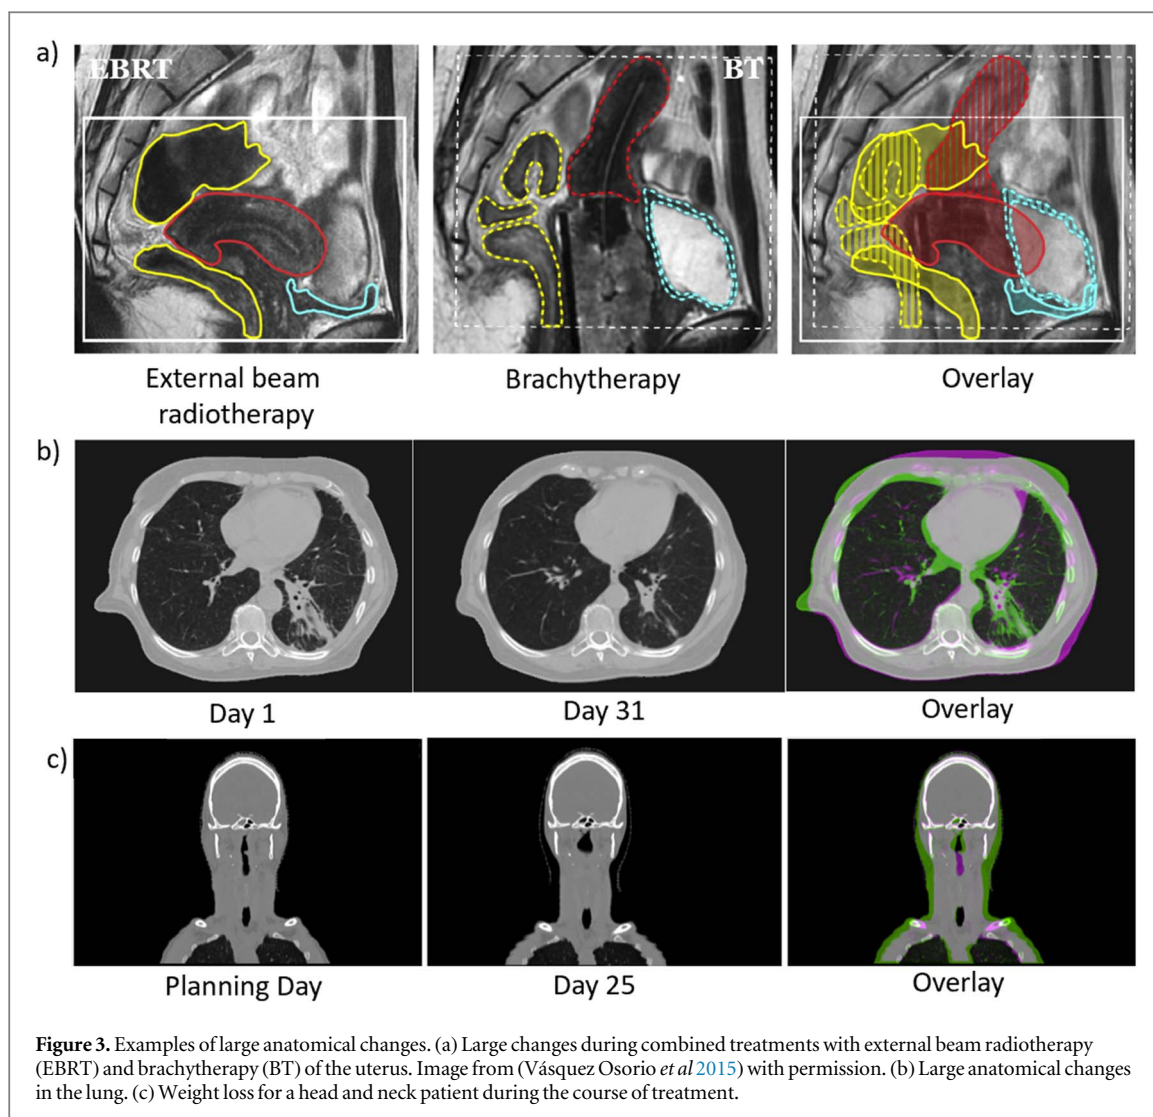 a)
EBRT
BT
External beam
radiotherapy
Brachytherapy
Overlay
b)
Day 1
Day 31
Overlay
c)
Planning Day
Day 25
Overlay
Figure 3. Examples of large anatomical changes. (a) Large changes during combined treatments with external beam radiotherapy
(EBRT) and brachytherapy (BT) of the uterus. Image from (Vásquez Osorio et al 2015) with permission. (b) Large anatomical changes
in the lung. (c) Weight loss for a head and neck patient during the course of treatment.